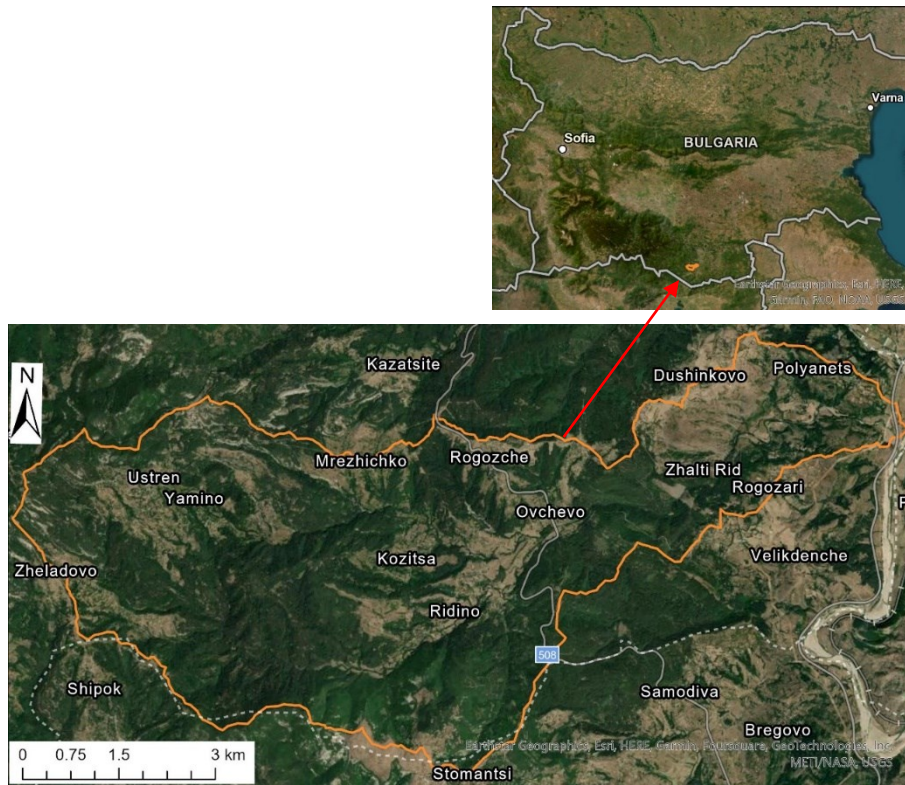 Varna
Sofia
BULGARIA
Earthstar Geographics, Esri, HERE,
Garmin, FAO, NOAA, USGS
N
Kazatsite
Dushinkovo
Polyanets
Mrezhichko
Rogozche
Ustren
Yamino
Zhalti Rid
Rogozari
Ovchevo
Kozitsa
Velikdenche
Zheladovo
Ridino
508
Shipok
Samodiva
Bregovo
Stomantsi
0 0.75 1.5 3 km
Earthstar Geographics, Esri, HERE, Garmin, Foursquare, GeoTechnologies, Inc,
METI/NASA, USGS